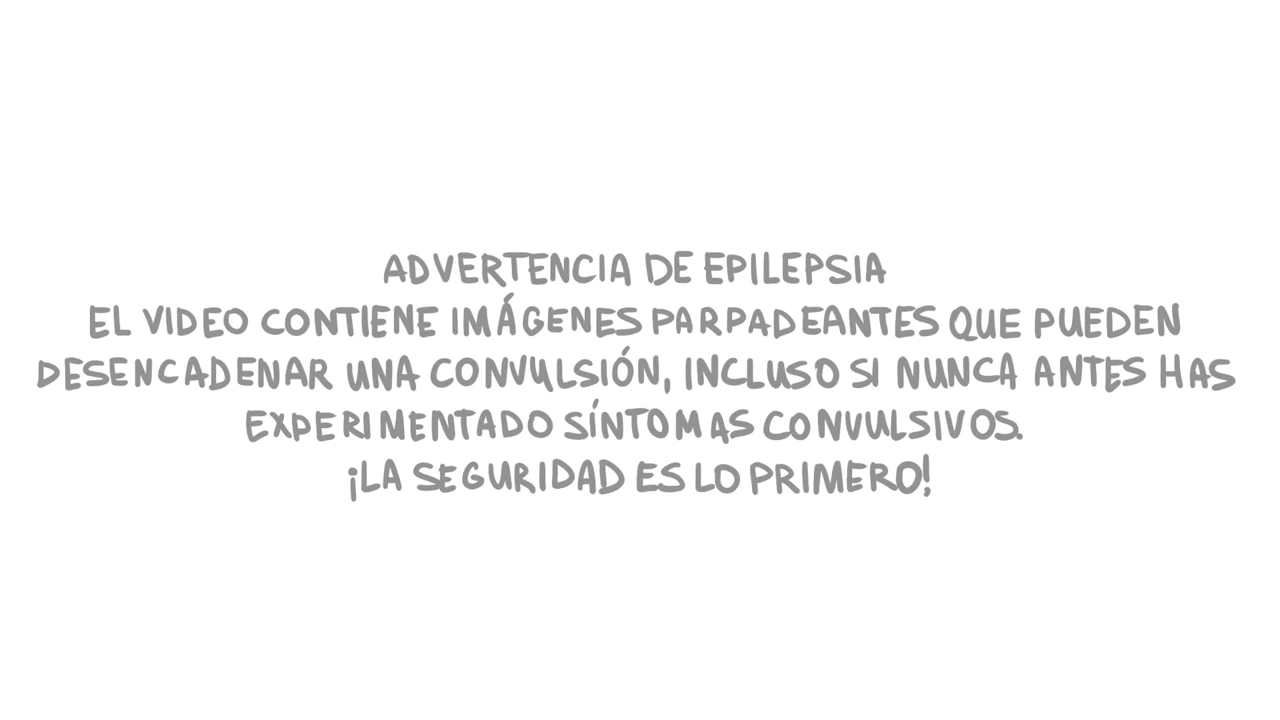 ADVERTENCIA DE EPILEPSIA
EL VIDEO CONTIENE IMÁGENES PARPADEANTES QUE PUEDEN
DESENCADENAR UNA CONVULSIÓN, INCLUSO SI NUNCA ANTES HAS
EXPERIMENTADO SÍNTOMAS CONVULSIVOS.
¡LA SEGURIDAD ES LO PRIMERO!